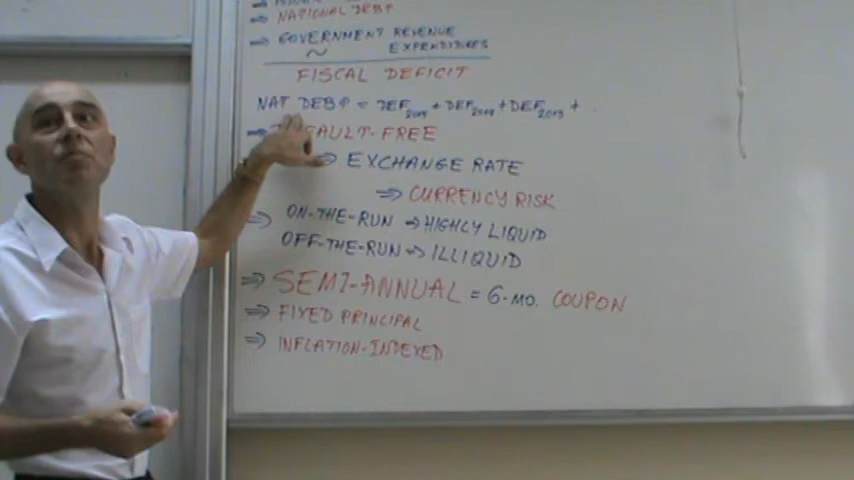 ⇒ NATIONAL DEBT
⇒ GOVERNMENT REVENUE
~ EXPENDITURES
FISCAL DEFICIT
NAT DEBT = DEF + DEF + DEF +
-FREE
⇒ EXCHANGE RATE
⇒ CURRENCY RISK
⇒ ON-THE-RUN → HIGHLY LIQUID
OFF-THE-RUN → ILLIQUID
⇒ SEMI-ANNUAL = 6-MO. COUPON
⇒ FIXED PRINCIPAL
⇒ INFLATION-INDEXED